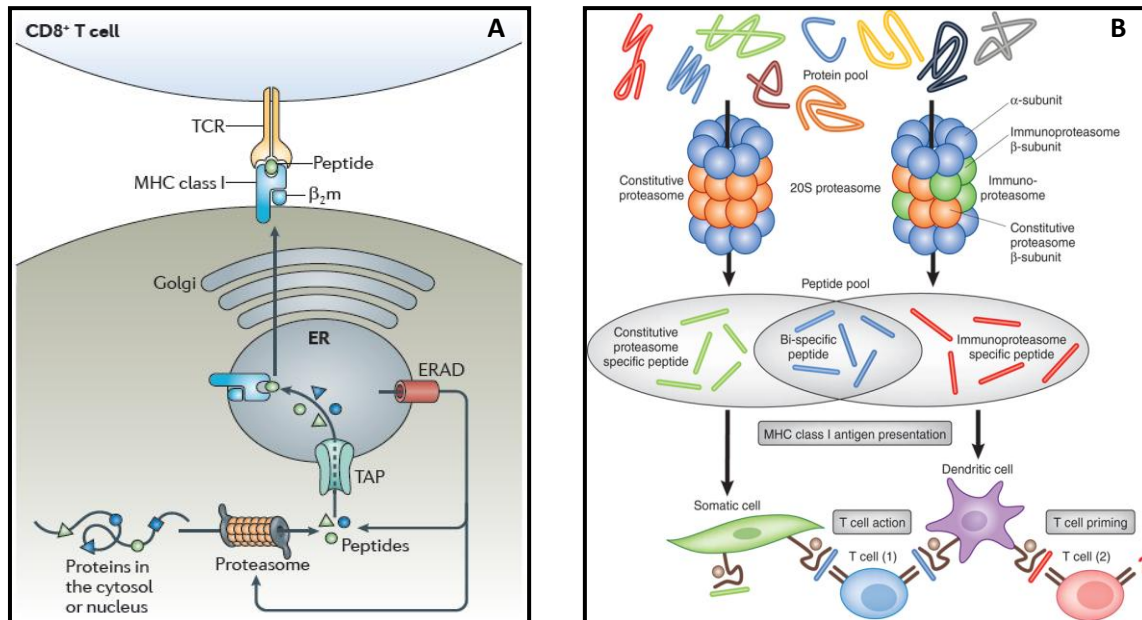 CD8⁺ T cell
A
TCR
Peptide
MHC class I
β₂m
Golgi
ER
ERAD
TAP
Peptides
Proteasome
Proteins in
the cytosol
or nucleus
B
Protein pool
α-subunit
Immunoproteasome
β-subunit
Constitutive
proteasome
20S proteasome
Immuno-
proteasome
Constitutive
proteasome
β-subunit
Peptide pool
Constitutive
proteasome
specific peptide
Bi-specific
peptide
Immunoproteasome
specific peptide
MHC class I antigen presentation
Dendritic cell
Somatic cell
T cell action
T cell priming
T cell (1)
T cell (2)